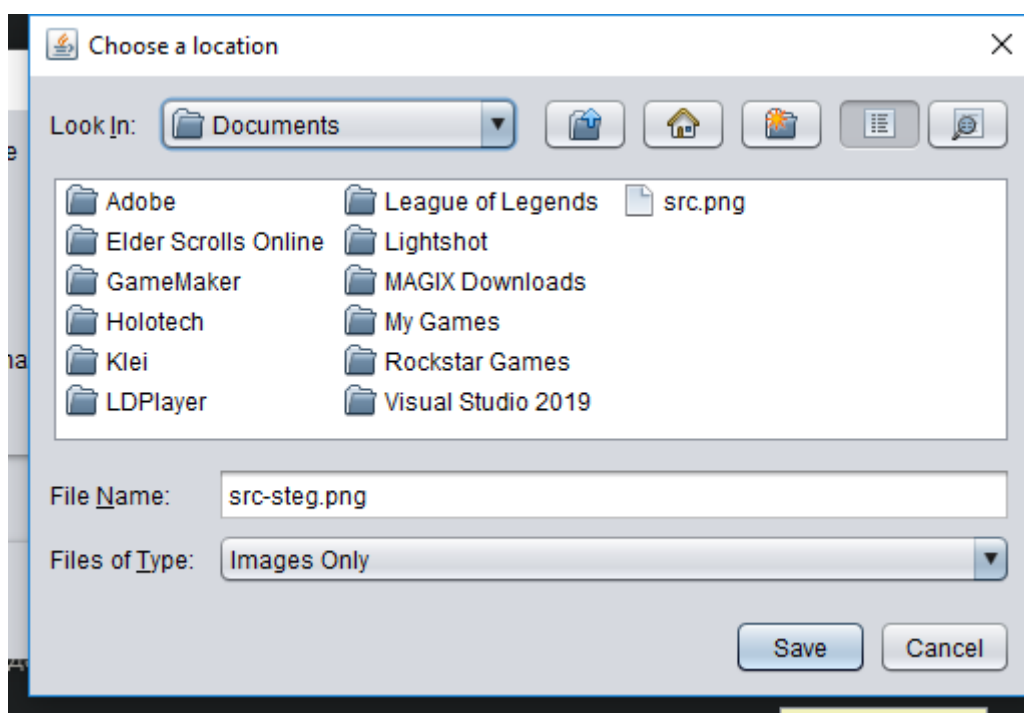 Choose a location
Look In: Documents
Adobe League of Legends src.png
Elder Scrolls Online Lightshot
GameMaker MAGIX Downloads
Holotech My Games
Klei Rockstar Games
LDPlayer Visual Studio 2019
File Name: src-steg.png
Files of Type: Images Only
Save Cancel